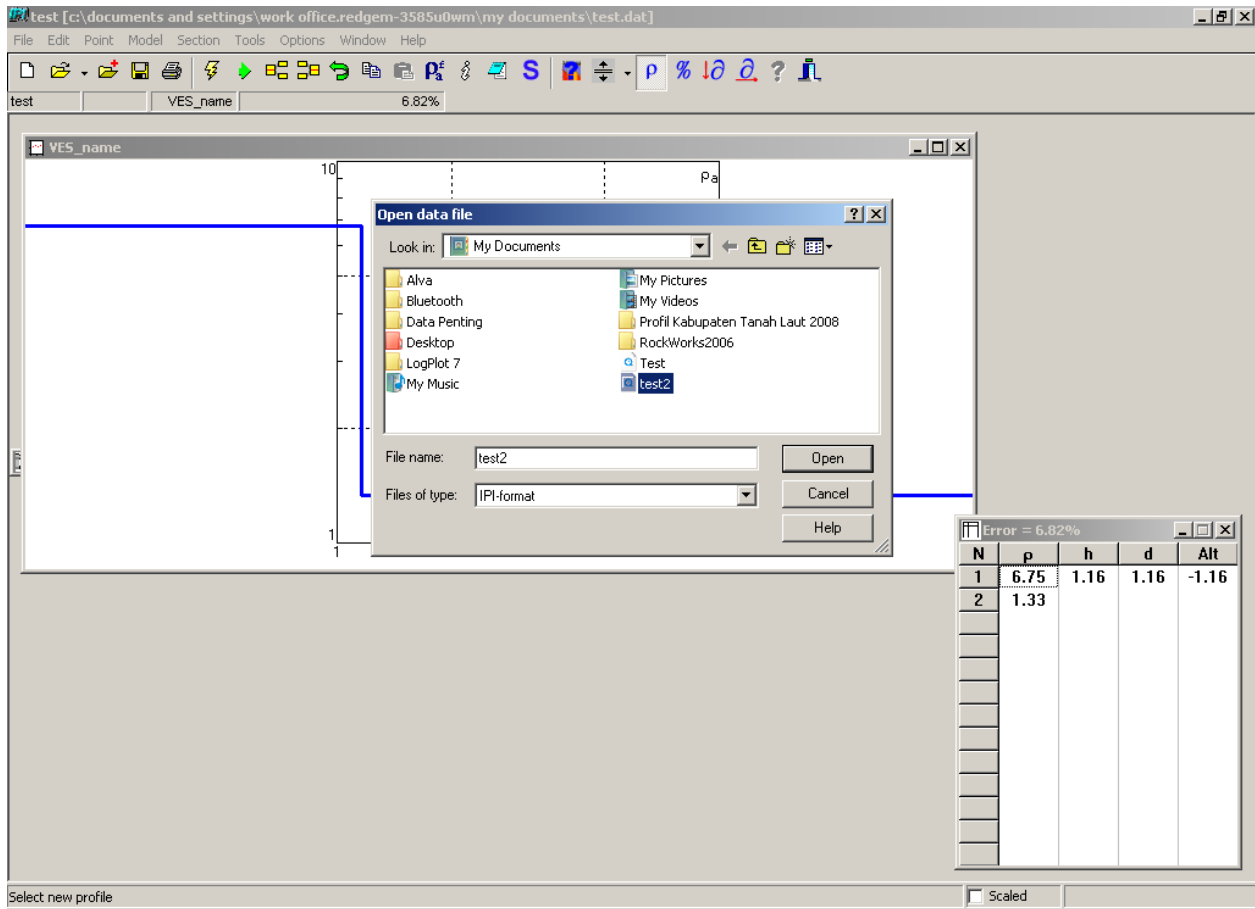 test [c:\documents and settings\work office.redgem-3585u0wm\my documents\test.dat]
File Edit Point Model Section Tools Options Window Help
S ρ % ?
test VES_name 6.82%
VES_name
10
ρa
Open data file
Look in: My Documents
Alva My Pictures
Bluetooth My Videos
Data Penting Profil Kabupaten Tanah Laut 2008
Desktop RockWorks2006
LogPlot 7 Test
My Music test2
File name: test2 Open
Files of type: IPI-format Cancel
Help
1
1
Error = 6.82%
N ρ h d Alt
1 6.75 1.16 1.16 -1.16
2 1.33
Select new profile Scaled